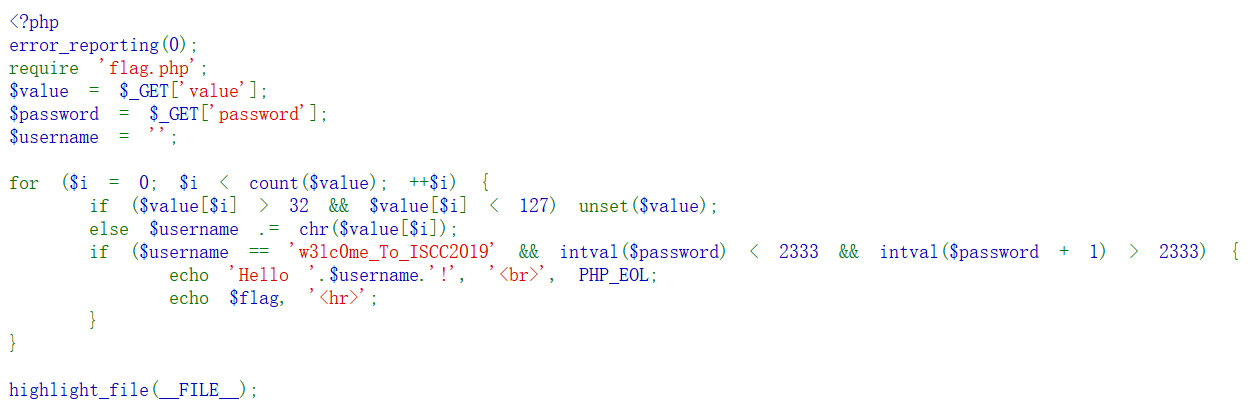 <?php
error_reporting(0);
require 'flag.php';
$value = $_GET['value'];
$password = $_GET['password'];
$username = '';
for ($i = 0; $i < count($value); ++$i) {
if ($value[$i] > 32 && $value[$i] < 127) unset($value);
else $username .= chr($value[$i]);
if ($username == 'w3lc0me_To_ISCC2019' && intval($password) < 2333 && intval($password + 1) > 2333) {
echo 'Hello '.$username.'!', '<br>', PHP_EOL;
echo $flag, '<hr>';
}
}
highlight_file(__FILE__);